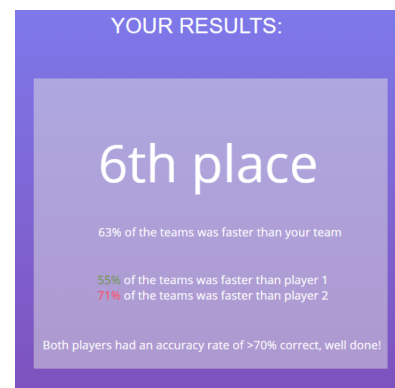 YOUR RESULTS:
6th place
63% of the teams was faster than your team
55% of the teams was faster than player 1
71% of the teams was faster than player 2
Both players had an accuracy rate of >70% correct, well done!